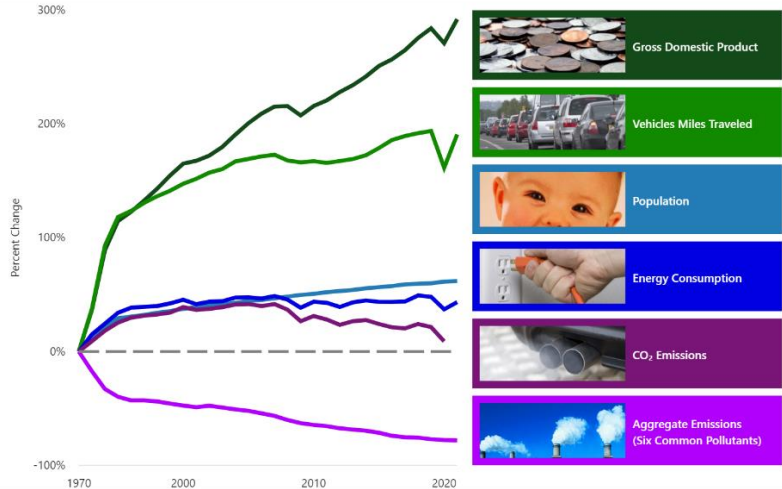 300%
Gross Domestic Product
200%
Vehicles Miles Traveled
Percent Change
Population
100%
Energy Consumption
0%
CO₂ Emissions
Aggregate Emissions
(Six Common Pollutants)
-100%
1970
2000
2010
2020